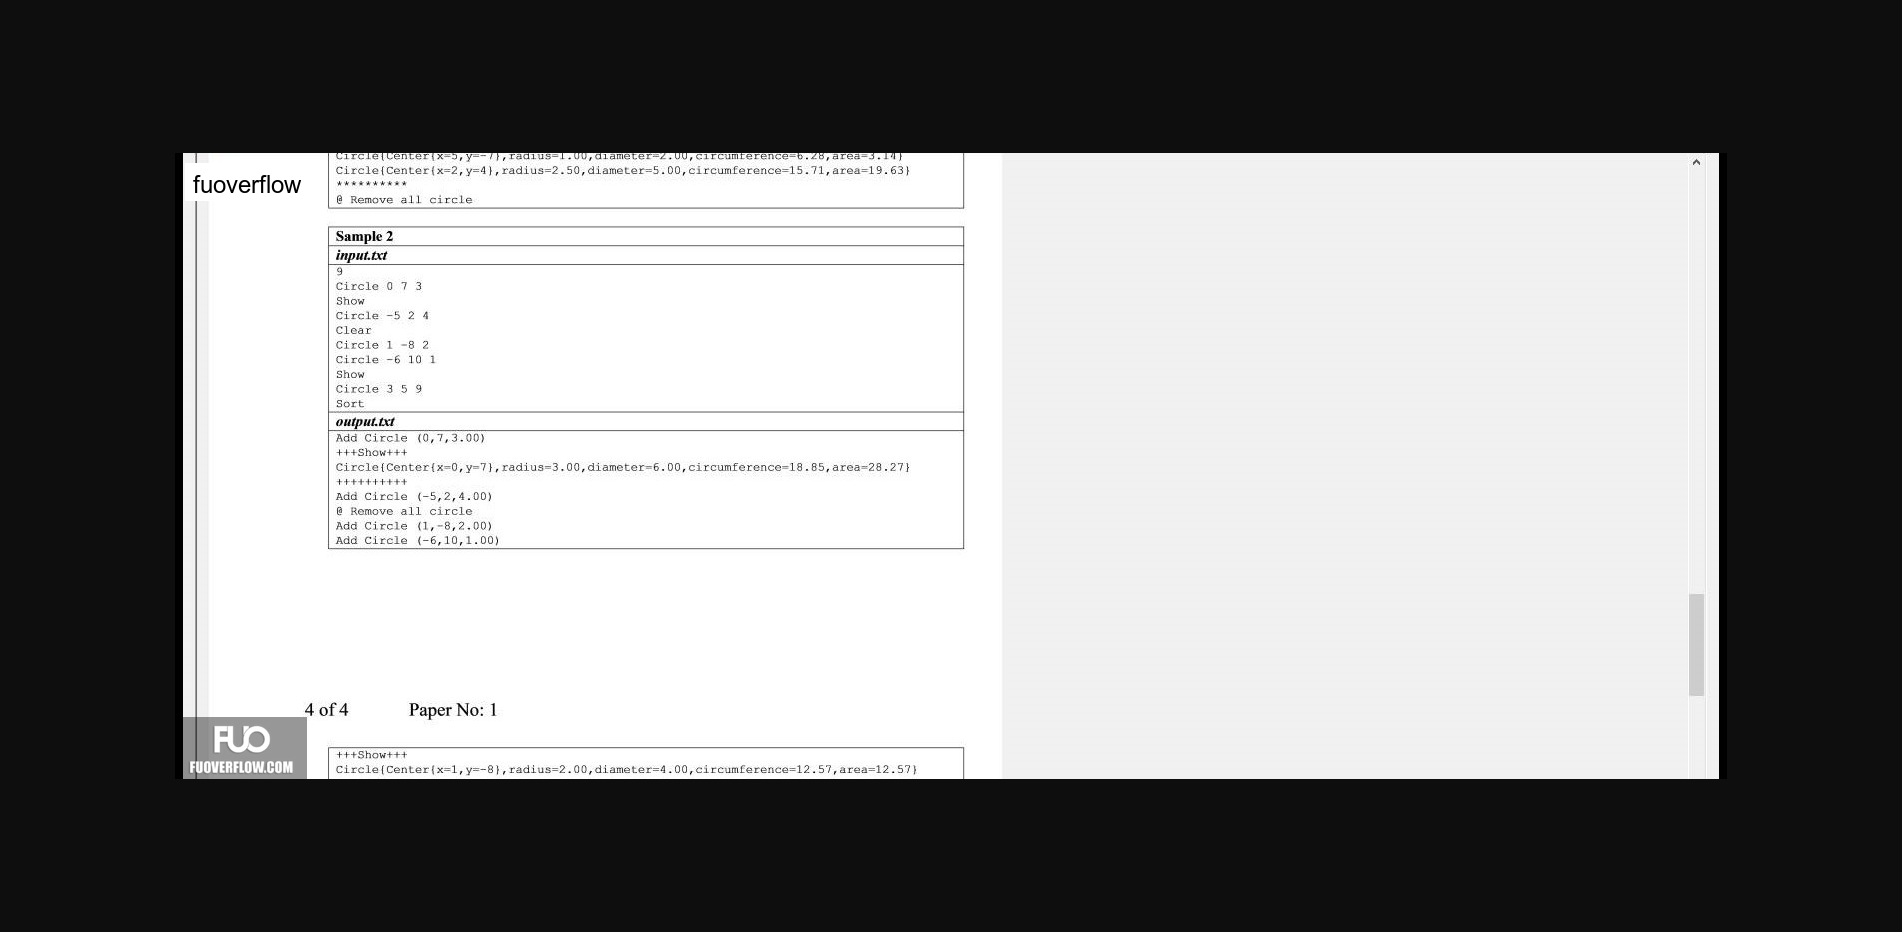 Circle{Center{x=5,y=-7},radius=1.00,diameter=2.00,circumference=6.28,area=3.14}
Circle{Center{x=2,y=4},radius=2.50,diameter=5.00,circumference=15.71,area=19.63}
fuoverflow
**********
@ Remove all circle
Sample 2
input.txt
9
Circle 0 7 3
Show
Circle -5 2 4
Clear
Circle 1 -8 2
Circle -6 10 1
Show
Circle 3 5 9
Sort
output.txt
Add Circle (0,7,3.00)
+++Show+++
Circle{Center{x=0,y=7},radius=3.00,diameter=6.00,circumference=18.85,area=28.27}
++++++++++
Add Circle (-5,2,4.00)
@ Remove all circle
Add Circle (1,-8,2.00)
Add Circle (-6,10,1.00)
4 of 4 Paper No: 1
FUO
FUOVERFLOW.COM
+++Show+++
Circle{Center{x=1,y=-8},radius=2.00,diameter=4.00,circumference=12.57,area=12.57}